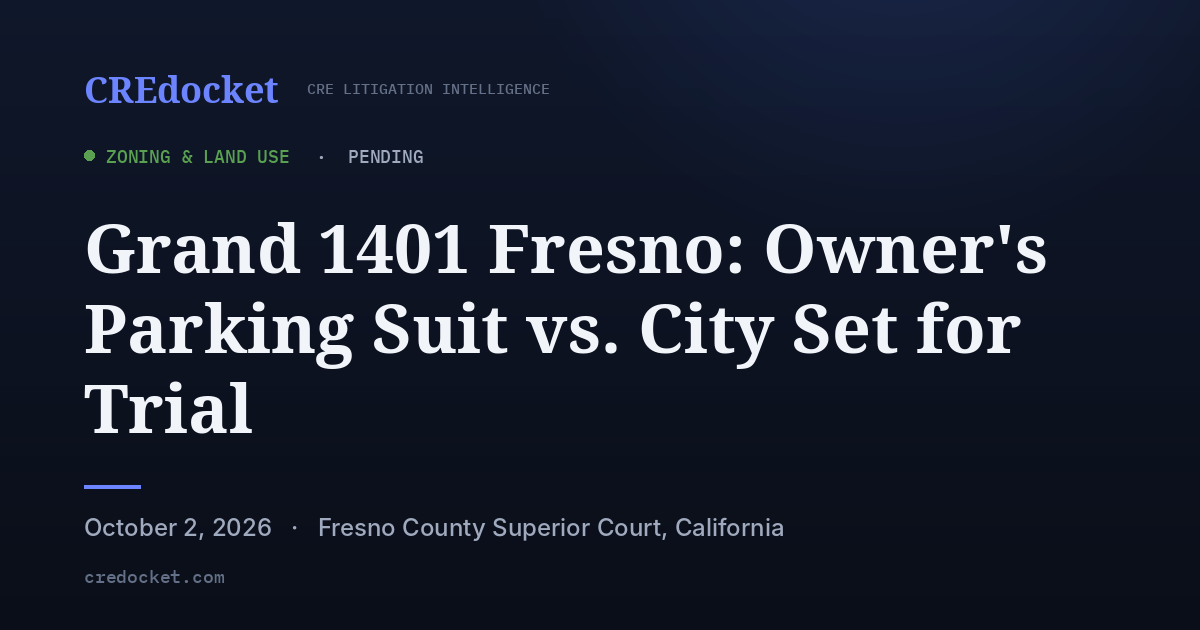 CREdocket CRE LITIGATION INTELLIGENCE
ZONING & LAND USE · PENDING
Grand 1401 Fresno: Owner's
Parking Suit vs. City Set for
Trial
October 2, 2026 · Fresno County Superior Court, California
credocket.com